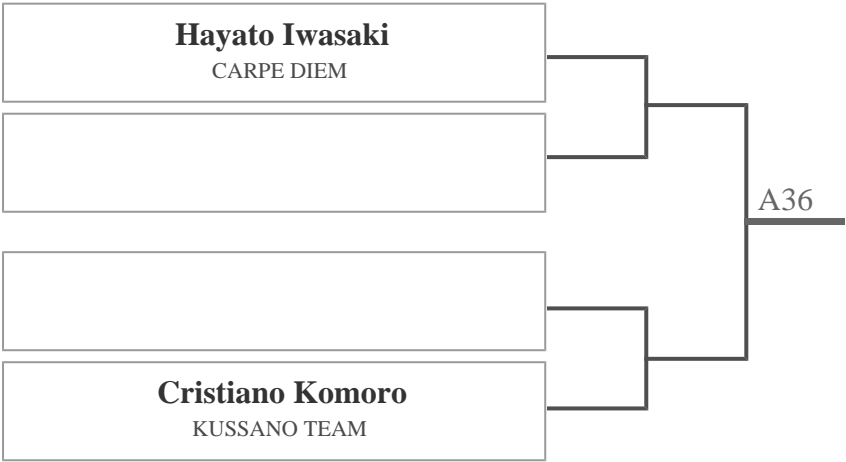 Hayato Iwasaki
CARPE DIEM
A36
Cristiano Komoro
KUSSANO TEAM